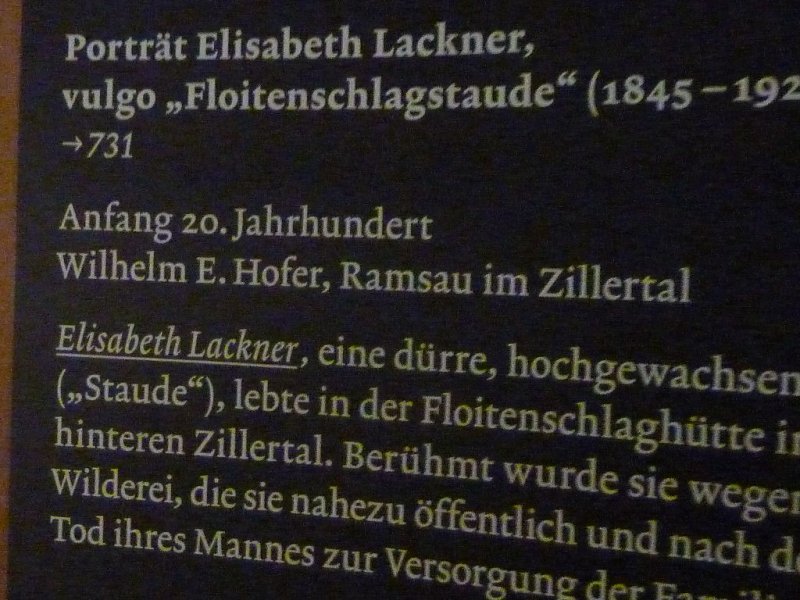 Porträt Elisabeth Lackner,
vulgo „Floitenschlagstaude“ (1845 – 192
→731
Anfang 20. Jahrhundert
Wilhelm E. Hofer, Ramsau im Zillertal
Elisabeth Lackner, eine dürre, hochgewachsen
(„Staude“), lebte in der Floitenschlaghütte
hinteren Zillertal. Berühmt wurde sie wegen
Wilderei, die sie nahezu öffentlich und nach
Tod ihres Mannes zur Versorgung der